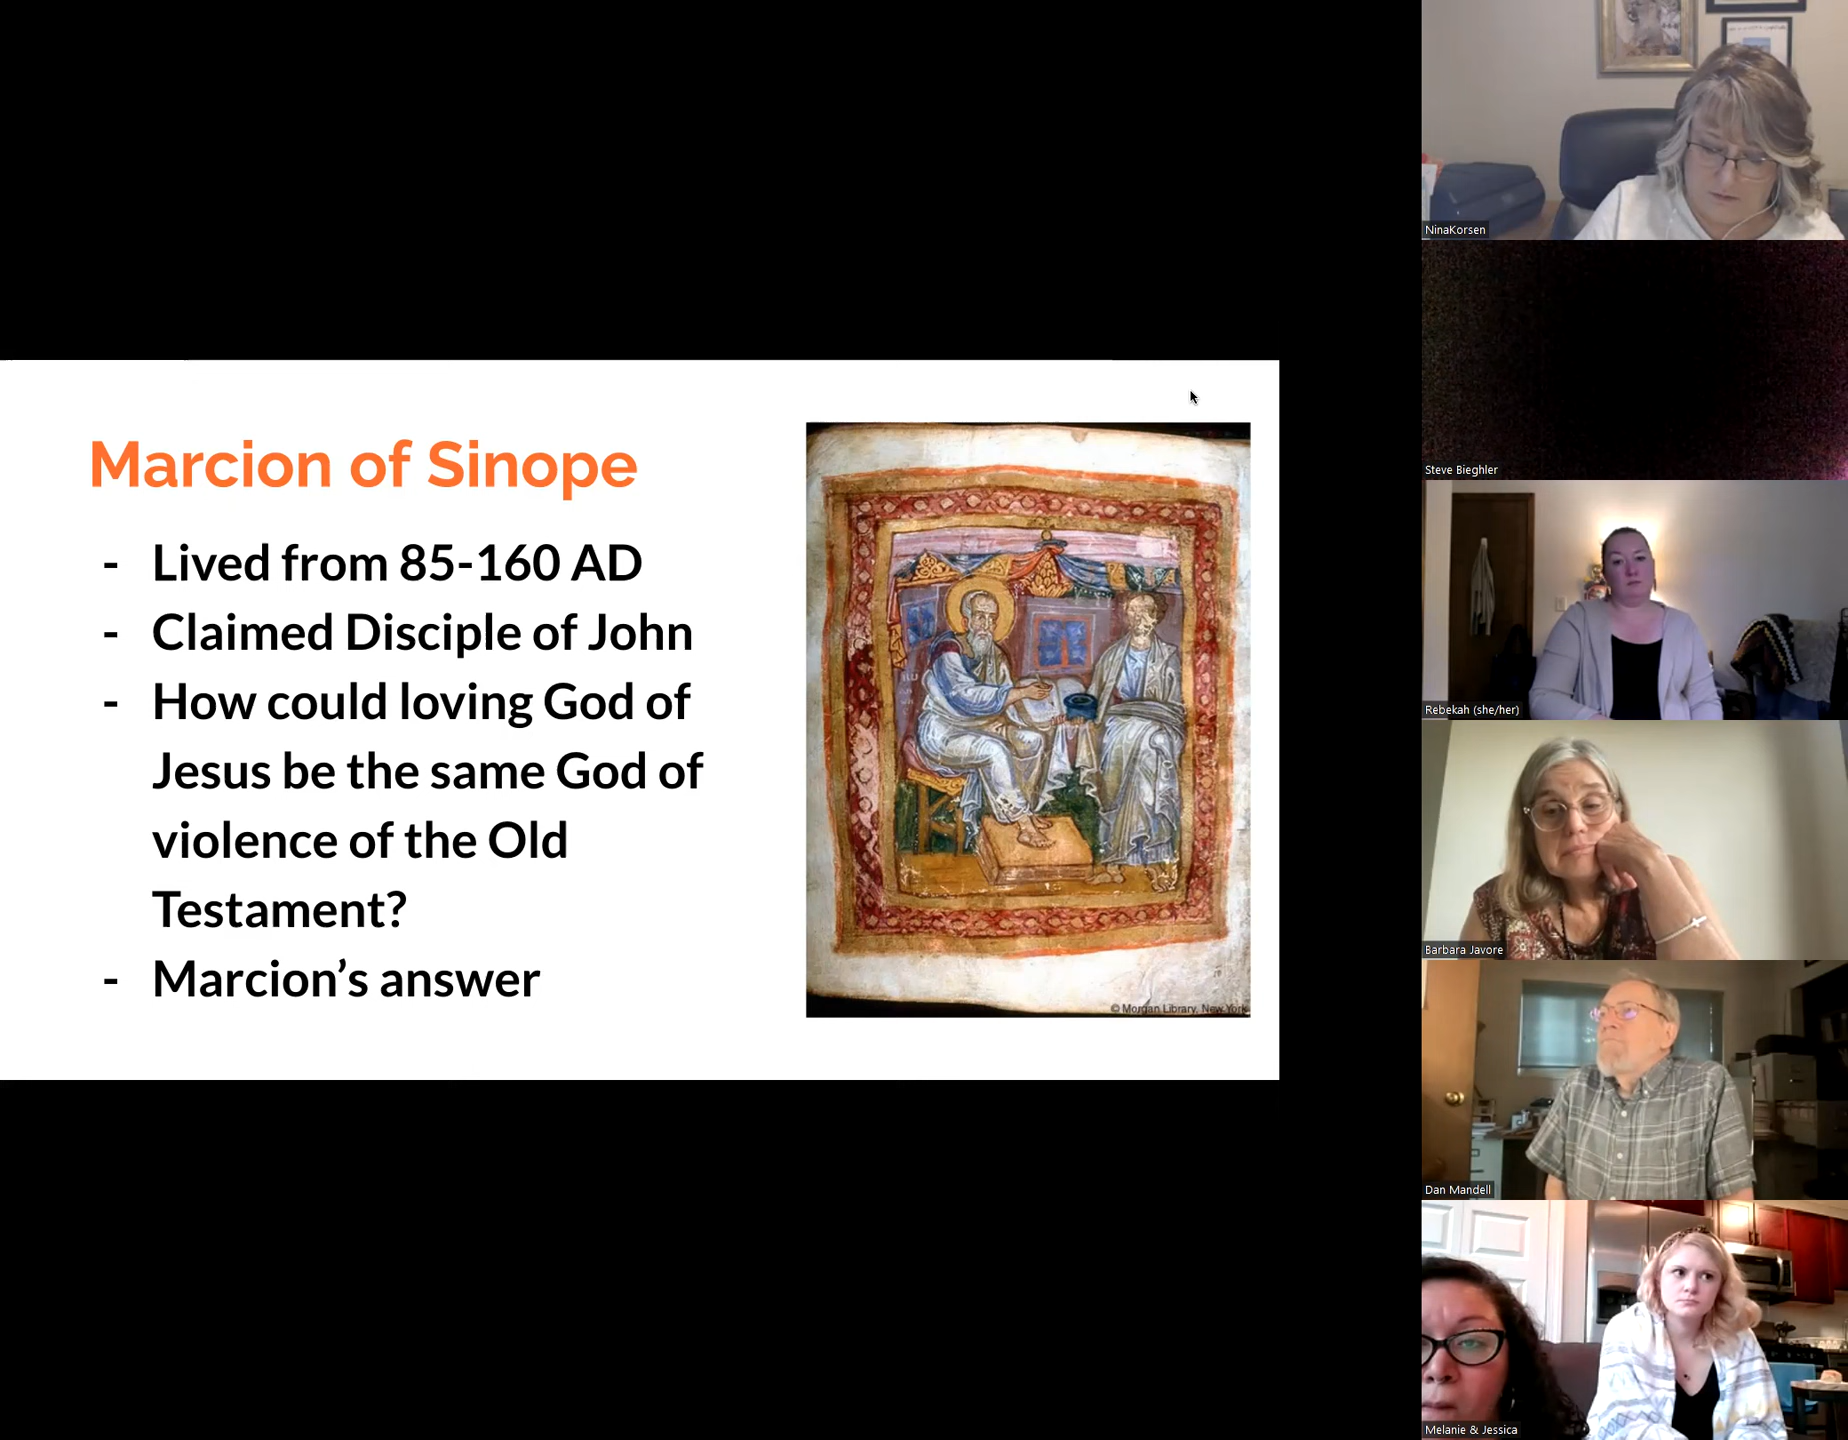 Marcion of Sinope
- Lived from 85-160 AD
- Claimed Disciple of John
- How could loving God of
Jesus be the same God of
violence of the Old
Testament?
- Marcion’s answer
© Morgan Library, New York
NinaKorsen
Steve Bieghler
Rebekah (she/her)
Barbara Javore
Dan Mandell
Melanie & Jessica